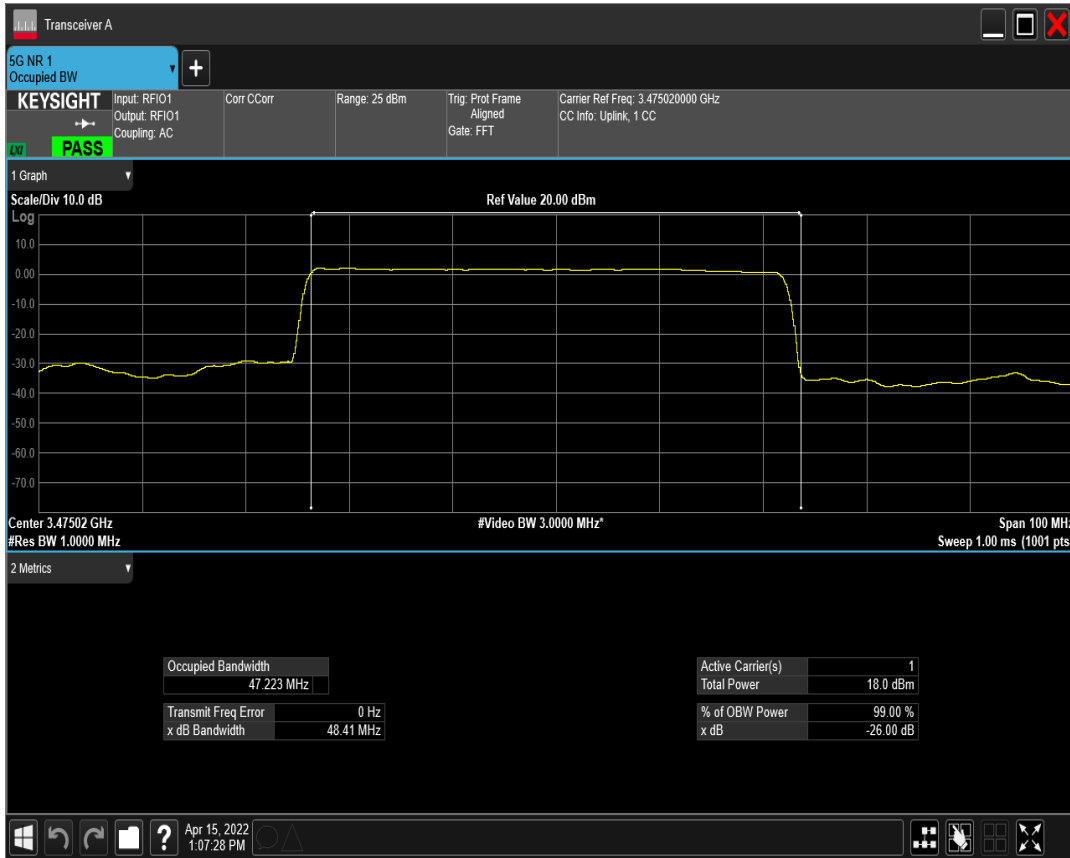 Transceiver A
5G NR 1
Occupied BW
+
KEYSIGHT
LXI
PASS
Input: RFIO1
Output: RFIO1
Coupling: AC
Corr CCorr
Range: 25 dBm
Trig: Prot Frame
Aligned
Gate: FFT
Carrier Ref Freq: 3.475020000 GHz
CC Info: Uplink, 1 CC
1 Graph
Scale/Div 10.0 dB
Ref Value 20.00 dBm
Log
10.0
0.00
-10.0
-20.0
-30.0
-40.0
-50.0
-60.0
-70.0
Center 3.47502 GHz
#Video BW 3.0000 MHz*
Span 100 MHz
#Res BW 1.0000 MHz
Sweep 1.00 ms (1001 pts
2 Metrics
Occupied Bandwidth
47.223 MHz
Transmit Freq Error 0 Hz
x dB Bandwidth 48.41 MHz
Active Carrier(s) 1
Total Power 18.0 dBm
% of OBW Power 99.00 %
x dB -26.00 dB
?
Apr 15, 2022
1:07:28 PM